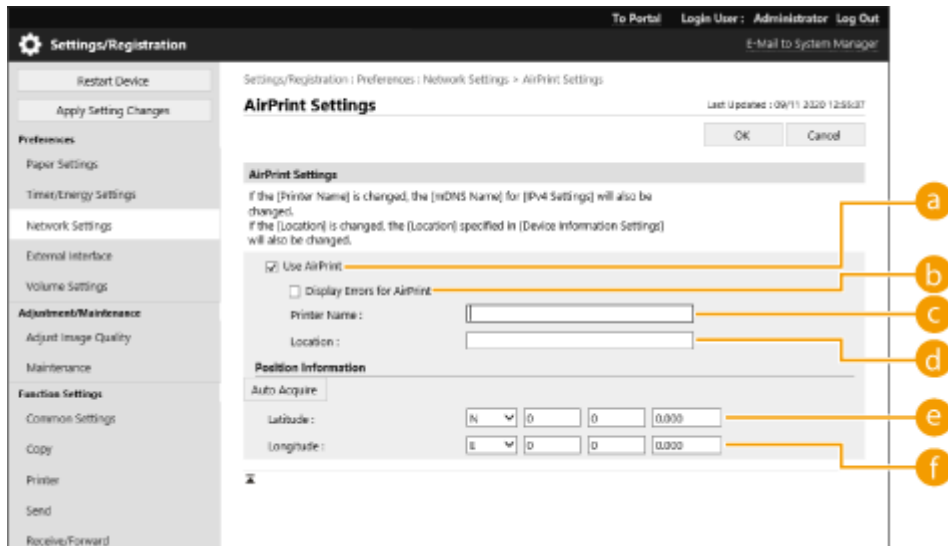 To Portal Login User : Administrator Log Out
Settings/Registration
E-Mail to System Manager
Restart Device
Apply Setting Changes
Preferences
Paper Settings
Timer/Energy Settings
Network Settings
External Interface
Volume Settings
Adjustment/Maintenance
Adjust Image Quality
Maintenance
Function Settings
Common Settings
Copy
Printer
Send
Receive/Forward
Settings/Registration : Preferences : Network Settings > AirPrint Settings
AirPrint Settings
Last Updated : 09/11 2020 12:55:37
OK Cancel
AirPrint Settings
If the [Printer Name] is changed, the [mDNS Name] for [IPv4 Settings] will also be
changed.
If the [Location] is changed, the [Location] specified in [Device Information Settings]
will also be changed.
Use AirPrint
Display Errors for AirPrint
Printer Name :
Location :
Position Information
Auto Acquire
Latitude : N 0 0 0.000
Longitude : E 0 0 0.000
a
b
c
d
e
f